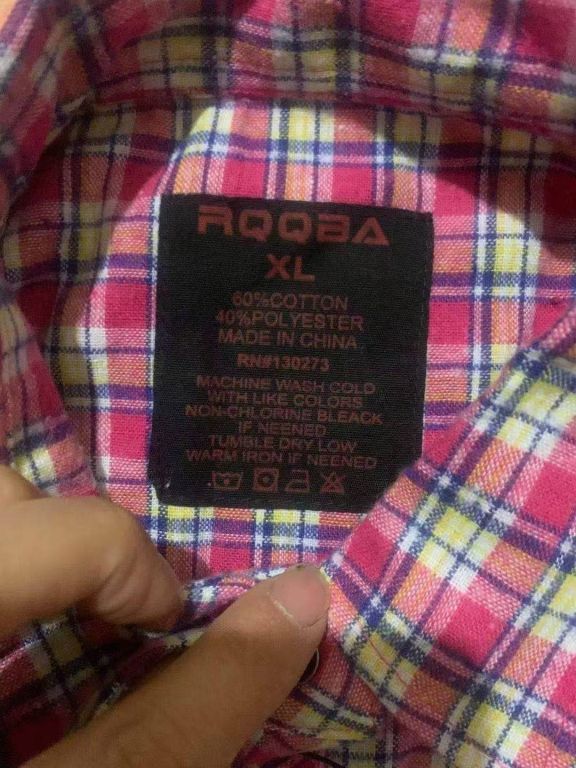 RQQBA
XL
60%COTTON
40%POLYESTER
MADE IN CHINA
RN#130273
MACHINE WASH COLD
WITH LIKE COLORS
NON-CHLORINE BLEACK
IF NEENED
TUMBLE DRY LOW
WARM IRON IF NEENED